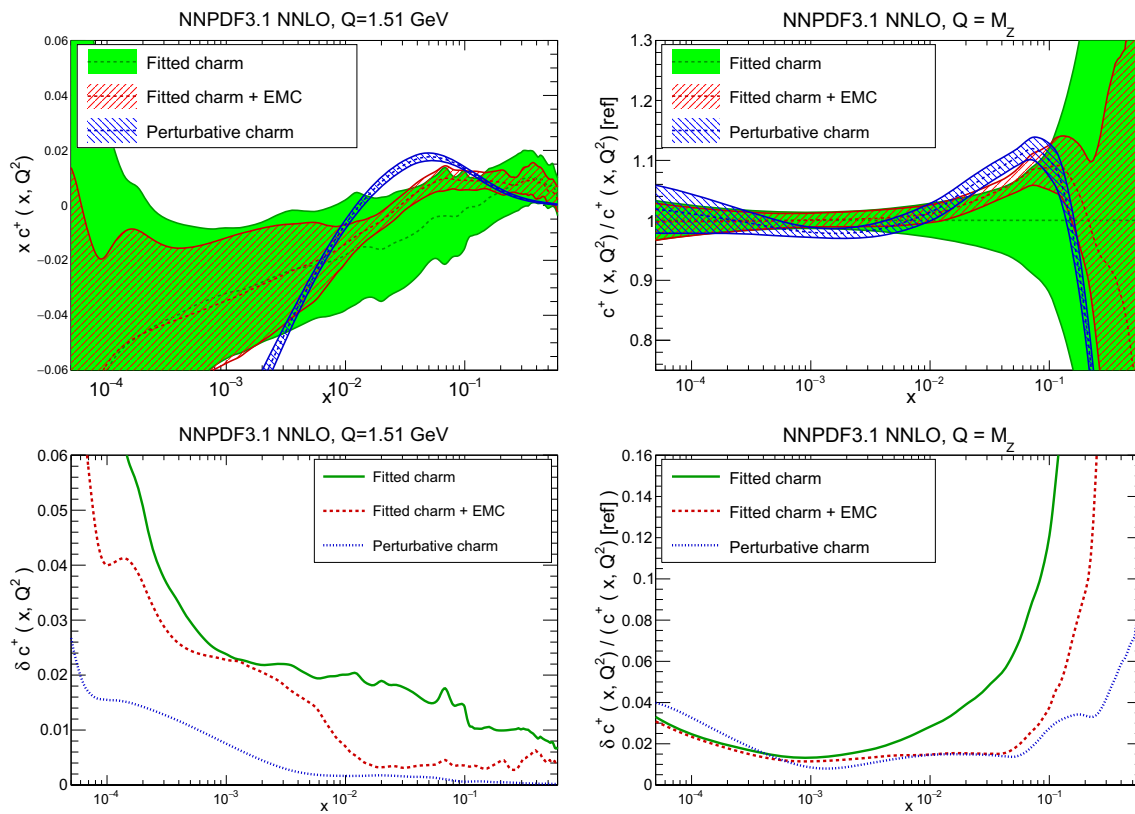 NNPDF3.1 NNLO, Q=1.51 GeV
x c⁺ ( x, Q²)
0.06
0.04
0.02
0
−0.02
−0.04
−0.06
Fitted charm
Fitted charm + EMC
Perturbative charm
10⁻⁴ 10⁻³ 10⁻² 10⁻¹
x
NNPDF3.1 NNLO, Q = M_Z
c⁺ ( x, Q²) / c⁺ ( x, Q²) [ref]
1.3
1.2
1.1
1
0.9
0.8
Fitted charm
Fitted charm + EMC
Perturbative charm
10⁻⁴ 10⁻³ 10⁻² 10⁻¹
x
NNPDF3.1 NNLO, Q=1.51 GeV
δ c⁺ ( x, Q²)
0.06
0.05
0.04
0.03
0.02
0.01
0
Fitted charm
Fitted charm + EMC
Perturbative charm
10⁻⁴ 10⁻³ 10⁻² 10⁻¹
x
NNPDF3.1 NNLO, Q = M_Z
δ c⁺ ( x, Q²) / ( c⁺ ( x, Q²) [ref] )
0.16
0.14
0.12
0.1
0.08
0.06
0.04
0.02
0
Fitted charm
Fitted charm + EMC
Perturbative charm
10⁻⁴ 10⁻³ 10⁻² 10⁻¹
x